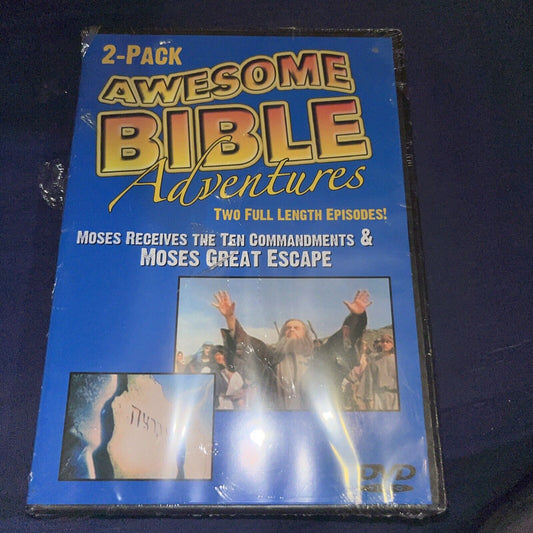 2-PACK
AWESOME
BIBLE
Adventures
TWO FULL LENGTH EPISODES!
MOSES RECEIVES THE TEN COMMANDMENTS &
MOSES GREAT ESCAPE
DVD